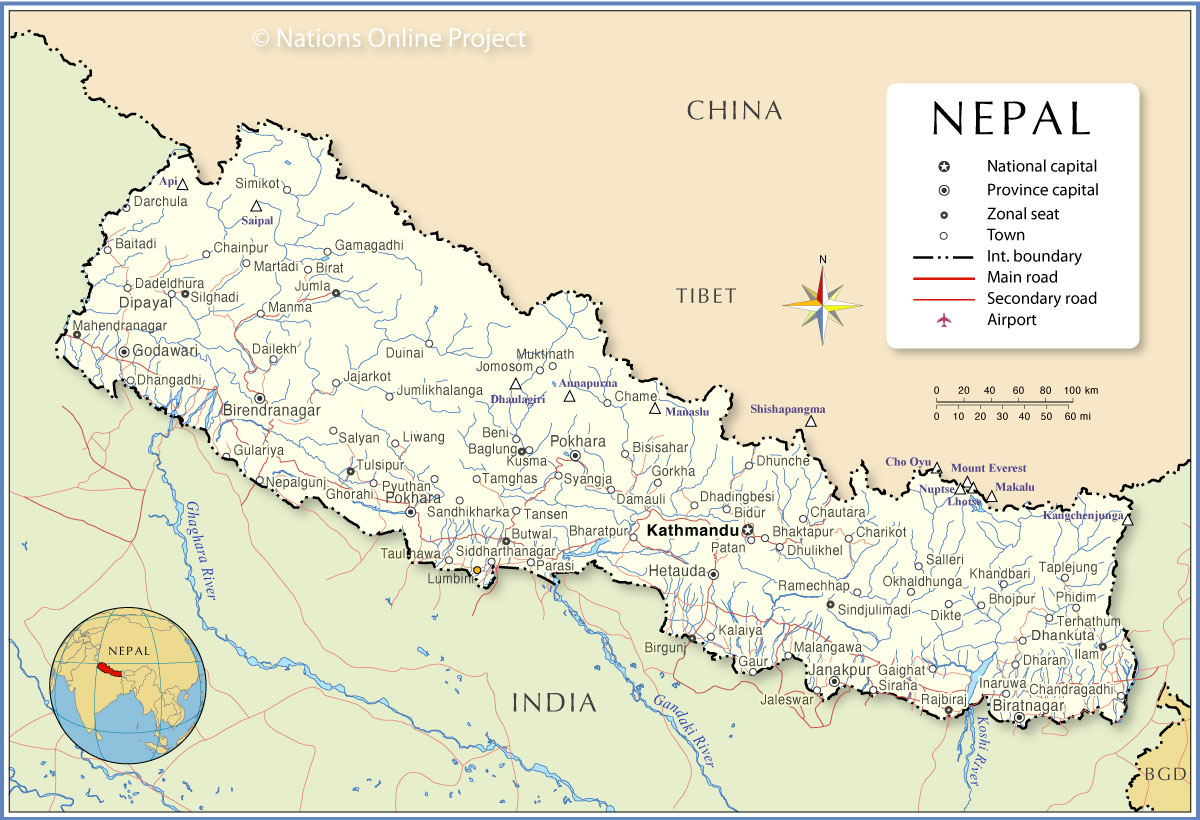 © Nations Online Project
CHINA
TIBET
INDIA
BGD
NEPAL
National capital
Province capital
Zonal seat
Town
Int. boundary
Main road
Secondary road
Airport
N
0 20 40 60 80 100 km
0 10 20 30 40 50 60 mi
Api
Darchula
Simikot
Saipal
Baitadi
Chainpur
Gamagadhi
Martadi
Birat
Dadeldhura
Jumla
Dipayal
Silghadi
Manma
Mahendranagar
Godawari
Dailekh
Duinai
Muktinath
Jomosom
Dhangadhi
Jajarkot
Jumlikhalanga
Dhaulagiri
Annapurna
Chame
Manaslu
Shishapangma
Birendranagar
Salyan
Liwang
Beni
Baglung
Kusma
Pokhara
Bisisahar
Dhunche
Gulariya
Tulsipur
Nepalgunj
Ghorahi
Pyuthan
Pokhara
Tamghas
Syangja
Gorkha
Damauli
Dhadingbesi
Bidur
Cho Oyu
Mount Everest
Nuptse
Lhotse
Makalu
Kangchenjunga
Sandhikharka
Tansen
Bharatpur
Kathmandu
Bhaktapur
Chautara
Charikot
Butwal
Patan
Dhulikhel
Taulihawa
Siddharthanagar
Parasi
Lumbini
Hetauda
Salleri
Ramechhap
Okhaldhunga
Khandbari
Taplejung
Sindjulimadi
Dikte
Bhojpur
Phidim
Terhathum
Birgunj
Kalaiya
Dhankuta
Ilam
Gaur
Malangawa
Janakpur
Gaighat
Dharan
Jaleswar
Siraha
Inaruwa
Chandragadhi
Rajbiraj
Biratnagar
Ghaghara River
Gandaki River
Koshi River
NEPAL